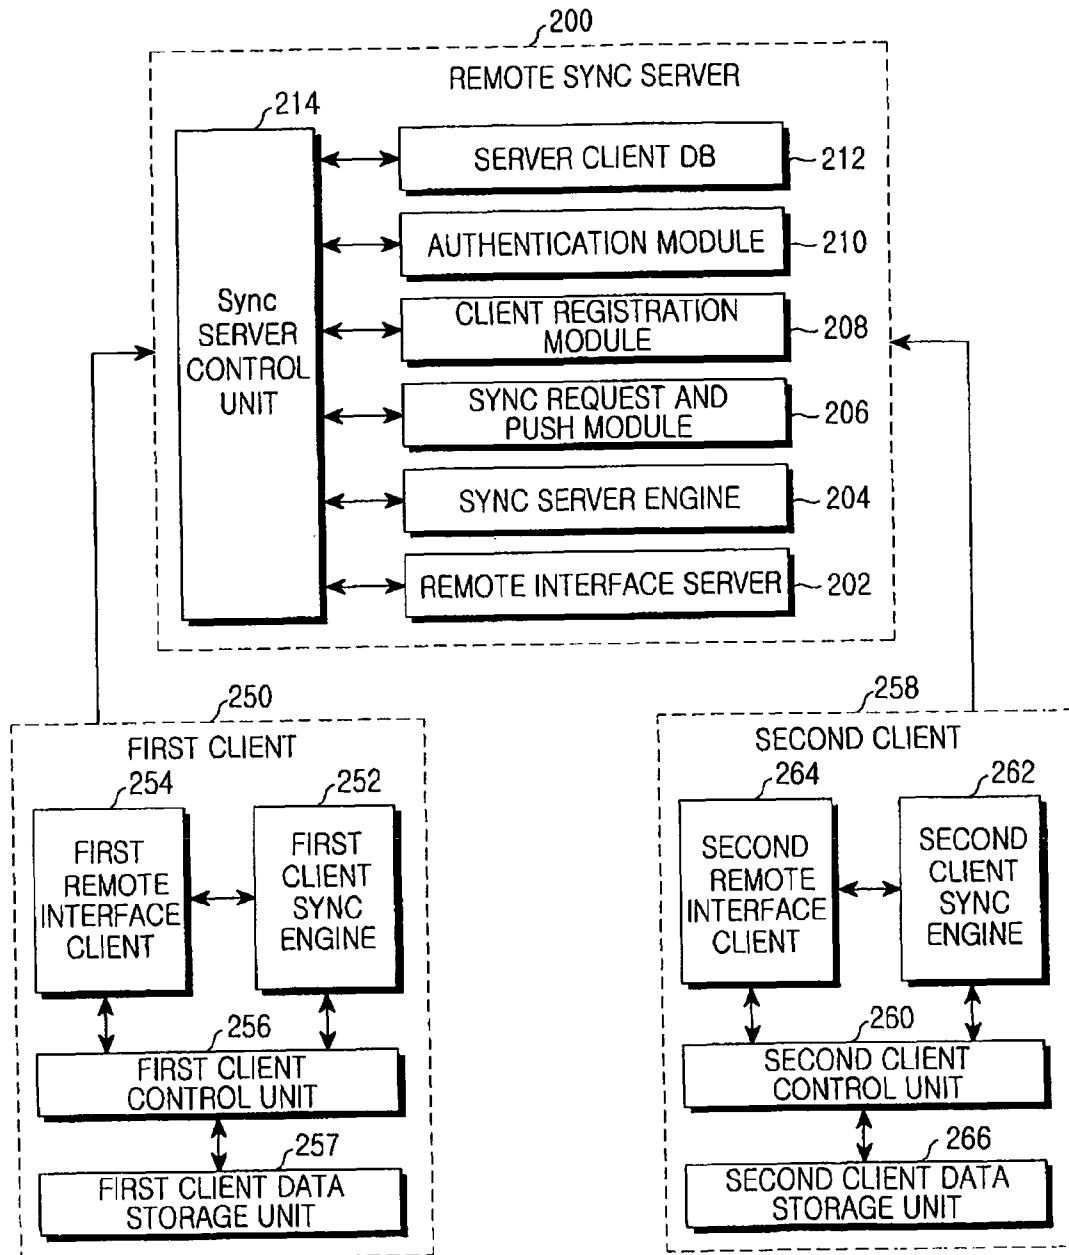 200
REMOTE SYNC SERVER
214
Sync
SERVER
CONTROL
UNIT
SERVER CLIENT DB
212
AUTHENTICATION MODULE
210
CLIENT REGISTRATION
MODULE
208
SYNC REQUEST AND
PUSH MODULE
206
SYNC SERVER ENGINE
204
REMOTE INTERFACE SERVER
202
250
FIRST CLIENT
254
FIRST
REMOTE
INTERFACE
CLIENT
252
FIRST
CLIENT
SYNC
ENGINE
256
FIRST CLIENT
CONTROL UNIT
257
FIRST CLIENT DATA
STORAGE UNIT
258
SECOND CLIENT
264
SECOND
REMOTE
INTERFACE
CLIENT
262
SECOND
CLIENT
SYNC
ENGINE
260
SECOND CLIENT
CONTROL UNIT
266
SECOND CLIENT DATA
STORAGE UNIT